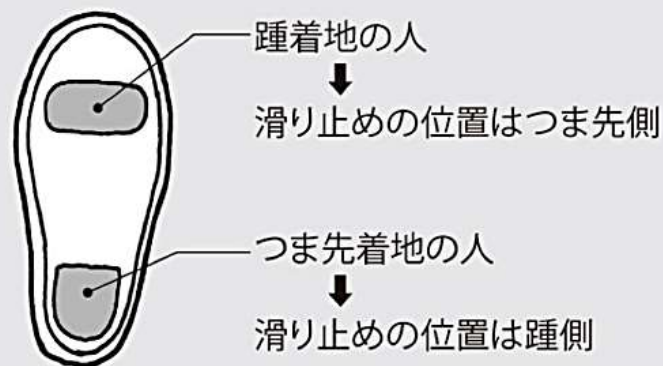 踵着地の人
⬇
滑り止めの位置はつま先側
つま先着地の人
⬇
滑り止めの位置は踵側